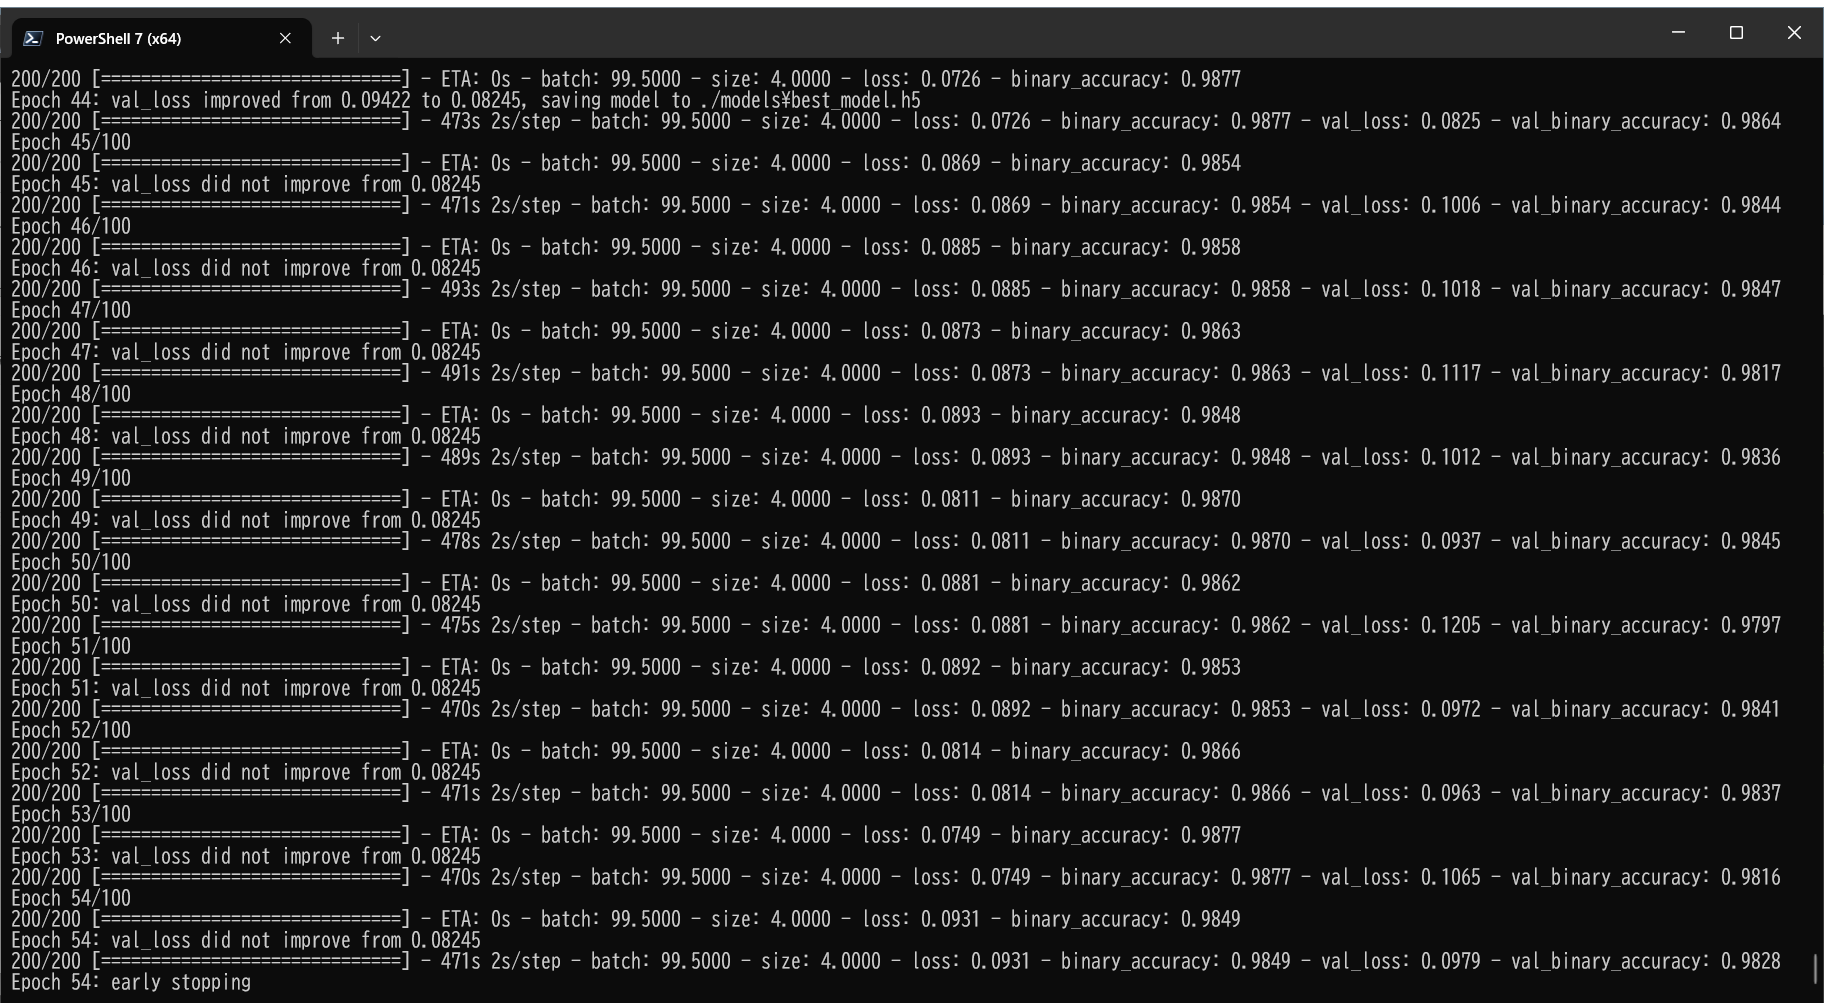 PowerShell 7 (x64)
200/200 [==============================] - ETA: 0s - batch: 99.5000 - size: 4.0000 - loss: 0.0726 - binary_accuracy: 0.9877
Epoch 44: val_loss improved from 0.09422 to 0.08245, saving model to ./models¥best_model.h5
200/200 [==============================] - 473s 2s/step - batch: 99.5000 - size: 4.0000 - loss: 0.0726 - binary_accuracy: 0.9877 - val_loss: 0.0825 - val_binary_accuracy: 0.9864
Epoch 45/100
200/200 [==============================] - ETA: 0s - batch: 99.5000 - size: 4.0000 - loss: 0.0869 - binary_accuracy: 0.9854
Epoch 45: val_loss did not improve from 0.08245
200/200 [==============================] - 471s 2s/step - batch: 99.5000 - size: 4.0000 - loss: 0.0869 - binary_accuracy: 0.9854 - val_loss: 0.1006 - val_binary_accuracy: 0.9844
Epoch 46/100
200/200 [==============================] - ETA: 0s - batch: 99.5000 - size: 4.0000 - loss: 0.0885 - binary_accuracy: 0.9858
Epoch 46: val_loss did not improve from 0.08245
200/200 [==============================] - 493s 2s/step - batch: 99.5000 - size: 4.0000 - loss: 0.0885 - binary_accuracy: 0.9858 - val_loss: 0.1018 - val_binary_accuracy: 0.9847
Epoch 47/100
200/200 [==============================] - ETA: 0s - batch: 99.5000 - size: 4.0000 - loss: 0.0873 - binary_accuracy: 0.9863
Epoch 47: val_loss did not improve from 0.08245
200/200 [==============================] - 491s 2s/step - batch: 99.5000 - size: 4.0000 - loss: 0.0873 - binary_accuracy: 0.9863 - val_loss: 0.1117 - val_binary_accuracy: 0.9817
Epoch 48/100
200/200 [==============================] - ETA: 0s - batch: 99.5000 - size: 4.0000 - loss: 0.0893 - binary_accuracy: 0.9848
Epoch 48: val_loss did not improve from 0.08245
200/200 [==============================] - 489s 2s/step - batch: 99.5000 - size: 4.0000 - loss: 0.0893 - binary_accuracy: 0.9848 - val_loss: 0.1012 - val_binary_accuracy: 0.9836
Epoch 49/100
200/200 [==============================] - ETA: 0s - batch: 99.5000 - size: 4.0000 - loss: 0.0811 - binary_accuracy: 0.9870
Epoch 49: val_loss did not improve from 0.08245
200/200 [==============================] - 478s 2s/step - batch: 99.5000 - size: 4.0000 - loss: 0.0811 - binary_accuracy: 0.9870 - val_loss: 0.0937 - val_binary_accuracy: 0.9845
Epoch 50/100
200/200 [==============================] - ETA: 0s - batch: 99.5000 - size: 4.0000 - loss: 0.0881 - binary_accuracy: 0.9862
Epoch 50: val_loss did not improve from 0.08245
200/200 [==============================] - 475s 2s/step - batch: 99.5000 - size: 4.0000 - loss: 0.0881 - binary_accuracy: 0.9862 - val_loss: 0.1205 - val_binary_accuracy: 0.9797
Epoch 51/100
200/200 [==============================] - ETA: 0s - batch: 99.5000 - size: 4.0000 - loss: 0.0892 - binary_accuracy: 0.9853
Epoch 51: val_loss did not improve from 0.08245
200/200 [==============================] - 470s 2s/step - batch: 99.5000 - size: 4.0000 - loss: 0.0892 - binary_accuracy: 0.9853 - val_loss: 0.0972 - val_binary_accuracy: 0.9841
Epoch 52/100
200/200 [==============================] - ETA: 0s - batch: 99.5000 - size: 4.0000 - loss: 0.0814 - binary_accuracy: 0.9866
Epoch 52: val_loss did not improve from 0.08245
200/200 [==============================] - 471s 2s/step - batch: 99.5000 - size: 4.0000 - loss: 0.0814 - binary_accuracy: 0.9866 - val_loss: 0.0963 - val_binary_accuracy: 0.9837
Epoch 53/100
200/200 [==============================] - ETA: 0s - batch: 99.5000 - size: 4.0000 - loss: 0.0749 - binary_accuracy: 0.9877
Epoch 53: val_loss did not improve from 0.08245
200/200 [==============================] - 470s 2s/step - batch: 99.5000 - size: 4.0000 - loss: 0.0749 - binary_accuracy: 0.9877 - val_loss: 0.1065 - val_binary_accuracy: 0.9816
Epoch 54/100
200/200 [==============================] - ETA: 0s - batch: 99.5000 - size: 4.0000 - loss: 0.0931 - binary_accuracy: 0.9849
Epoch 54: val_loss did not improve from 0.08245
200/200 [==============================] - 471s 2s/step - batch: 99.5000 - size: 4.0000 - loss: 0.0931 - binary_accuracy: 0.9849 - val_loss: 0.0979 - val_binary_accuracy: 0.9828
Epoch 54: early stopping